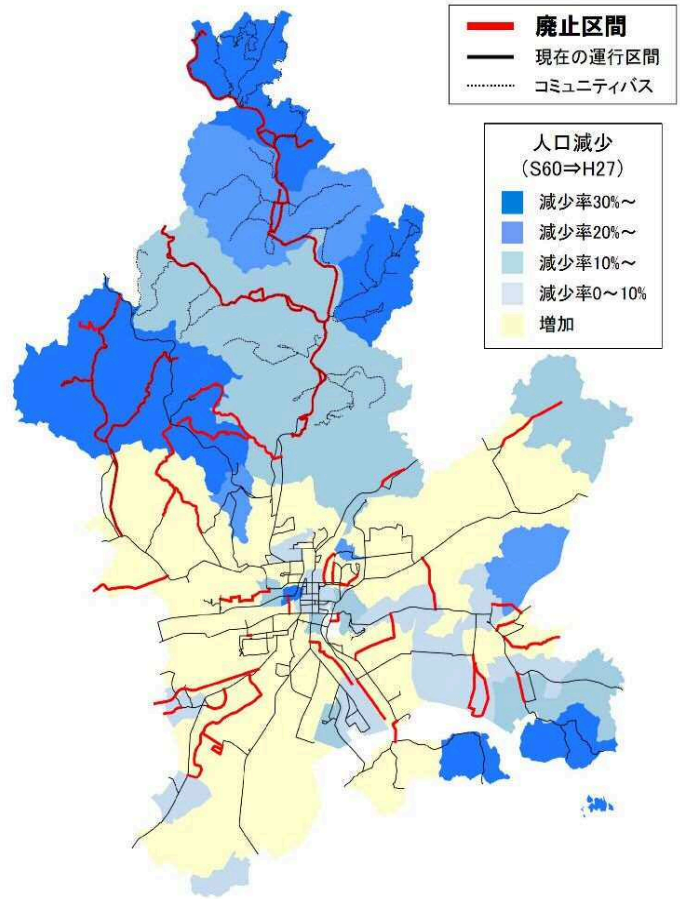 廃止区間
現在の運行区間
コミュニティバス
人口減少
(S60⇒H27)
減少率30%~
減少率20%~
減少率10%~
減少率0~10%
増加